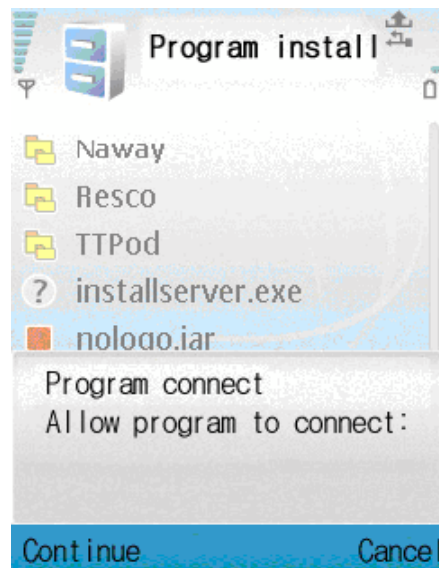 Program install
Naway
Resco
TTPod
installserver.exe
nologo.jar
Program connect
Allow program to connect:
Continue
Cancel